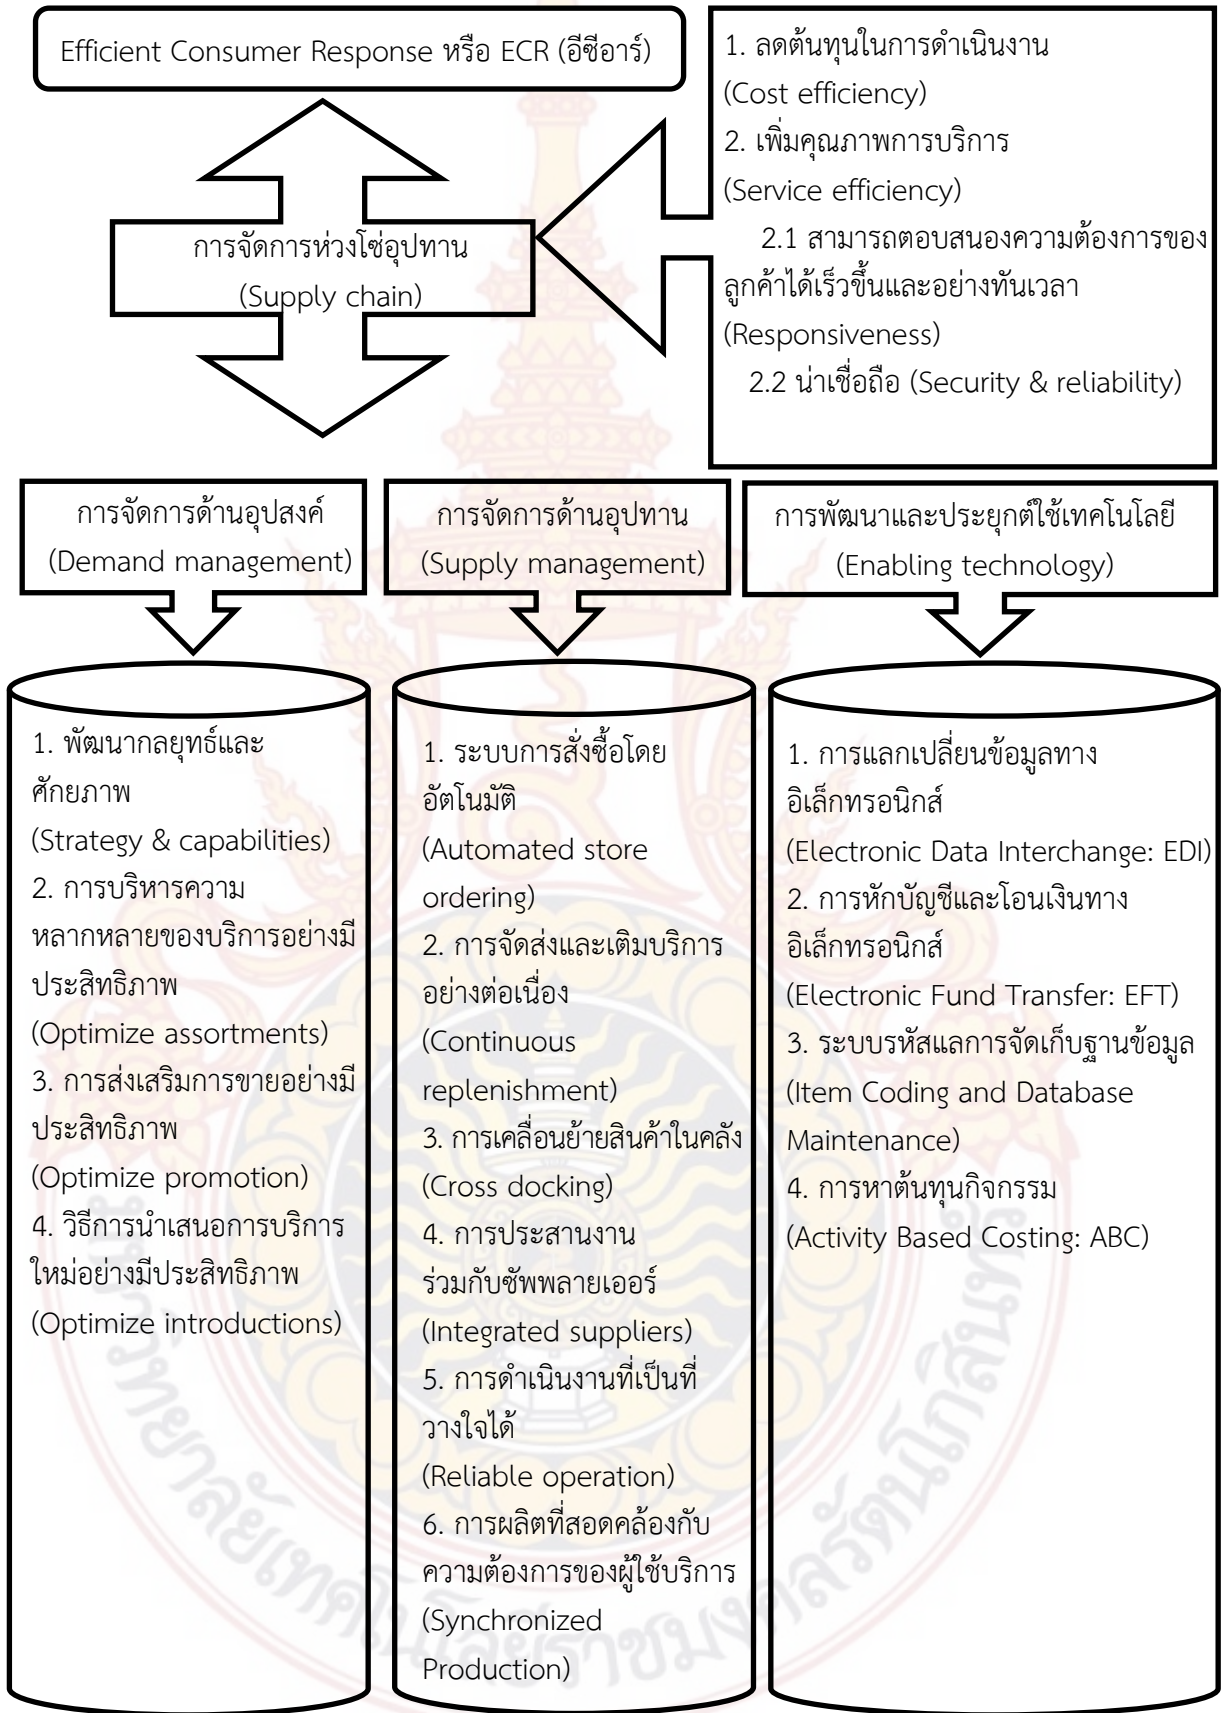 Efficient Consumer Response หรือ ECR (อีซีอาร์)
1. ลดต้นทุนในการดำเนินงาน
(Cost efficiency)
2. เพิ่มคุณภาพการบริการ
(Service efficiency)
2.1 สามารถตอบสนองความต้องการของ
ลูกค้าได้เร็วขึ้นและอย่างทันเวลา
(Responsiveness)
2.2 น่าเชื่อถือ (Security & reliability)
การจัดการห่วงโซ่อุปทาน
(Supply chain)
การจัดการด้านอุปสงค์
(Demand management)
การจัดการด้านอุปทาน
(Supply management)
การพัฒนาและประยุกต์ใช้เทคโนโลยี
(Enabling technology)
1. พัฒนากลยุทธ์และ
ศักยภาพ
(Strategy & capabilities)
2. การบริหารความ
หลากหลายของบริการอย่างมี
ประสิทธิภาพ
(Optimize assortments)
3. การส่งเสริมการขายอย่างมี
ประสิทธิภาพ
(Optimize promotion)
4. วิธีการนำเสนอการบริการ
ใหม่อย่างมีประสิทธิภาพ
(Optimize introductions)
1. ระบบการสั่งซื้อโดย
อัตโนมัติ
(Automated store
ordering)
2. การจัดส่งและเติมบริการ
อย่างต่อเนื่อง
(Continuous
replenishment)
3. การเคลื่อนย้ายสินค้าในคลัง
(Cross docking)
4. การประสานงาน
ร่วมกับซัพพลายเออร์
(Integrated suppliers)
5. การดำเนินงานที่เป็นที่
วางใจได้
(Reliable operation)
6. การผลิตที่สอดคล้องกับ
ความต้องการของผู้ใช้บริการ
(Synchronized
Production)
1. การแลกเปลี่ยนข้อมูลทาง
อิเล็กทรอนิกส์
(Electronic Data Interchange: EDI)
2. การหักบัญชีและโอนเงินทาง
อิเล็กทรอนิกส์
(Electronic Fund Transfer: EFT)
3. ระบบรหัสแลการจัดเก็บฐานข้อมูล
(Item Coding and Database
Maintenance)
4. การหาต้นทุนกิจกรรม
(Activity Based Costing: ABC)
มหาวิทยาลัยเทคโนโลยีราชมงคลรัตนโกสินทร์